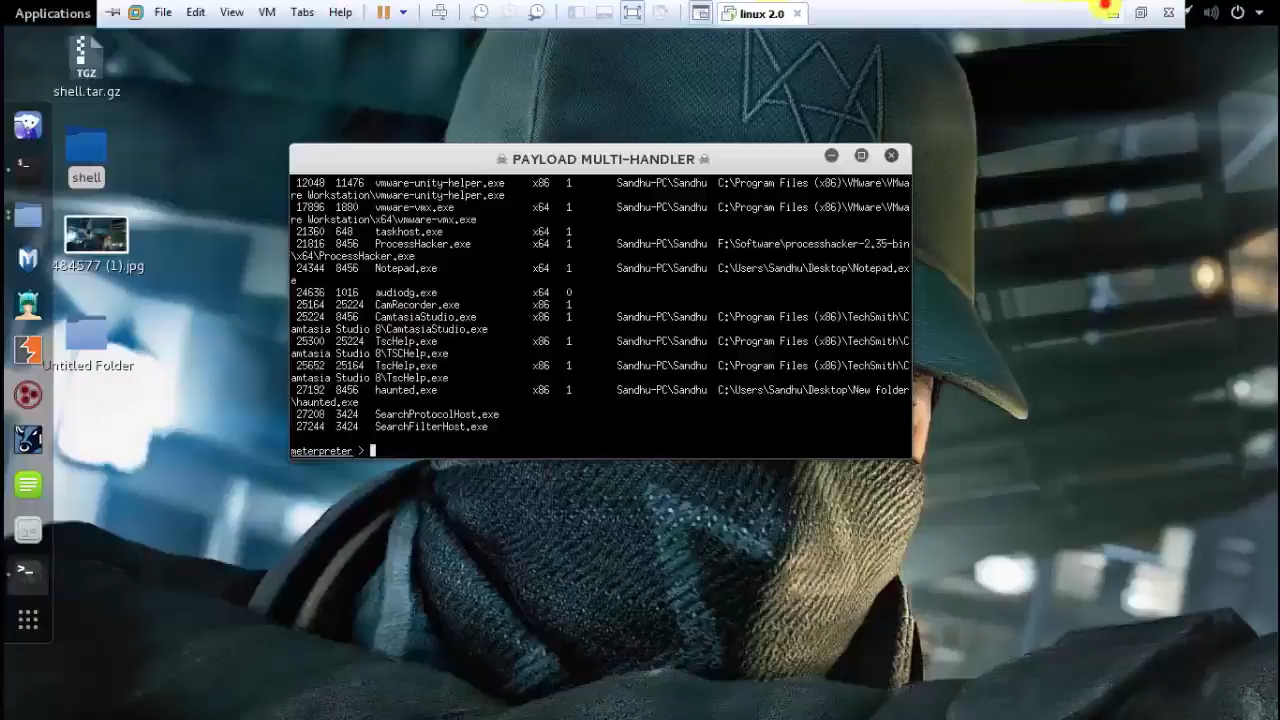 Applications File Edit View VM Tabs Help linux 2.0
TGZ
shell.tar.gz
shell
484577 (1).jpg
Untitled Folder
PAYLOAD MULTI-HANDLER
12048 11476 vmware-unity-helper.exe x86 1 Sandhu-PC\Sandhu C:\Program Files (x86)\VMware\VMwa
re Workstation\vmware-unity-helper.exe
17896 1880 vmware-vmx.exe x64 1 Sandhu-PC\Sandhu C:\Program Files (x86)\VMware\VMwa
re Workstation\x64\vmware-vmx.exe
21360 648 taskhost.exe x64 1
21816 8456 ProcessHacker.exe x64 1 Sandhu-PC\Sandhu F:\Software\processhacker-2.35-bin
\x64\ProcessHacker.exe
24344 8456 Notepad.exe x64 1 Sandhu-PC\Sandhu C:\Users\Sandhu\Desktop\Notepad.ex
e
24636 1016 audiodg.exe x64 0
25164 25224 CamRecorder.exe x86 1
25224 8456 CamtasiaStudio.exe x86 1 Sandhu-PC\Sandhu C:\Program Files (x86)\TechSmith\C
amtasia Studio 8\CamtasiaStudio.exe
25300 25224 TscHelp.exe x86 1 Sandhu-PC\Sandhu C:\Program Files (x86)\TechSmith\C
amtasia Studio 8\TSCHelp.exe
25652 25164 TscHelp.exe x86 1 Sandhu-PC\Sandhu C:\Program Files (x86)\TechSmith\C
amtasia Studio 8\TscHelp.exe
27192 8456 haunted.exe x86 1 Sandhu-PC\Sandhu C:\Users\Sandhu\Desktop\New folder
\haunted.exe
27208 3424 SearchProtocolHost.exe
27244 3424 SearchFilterHost.exe
meterpreter >